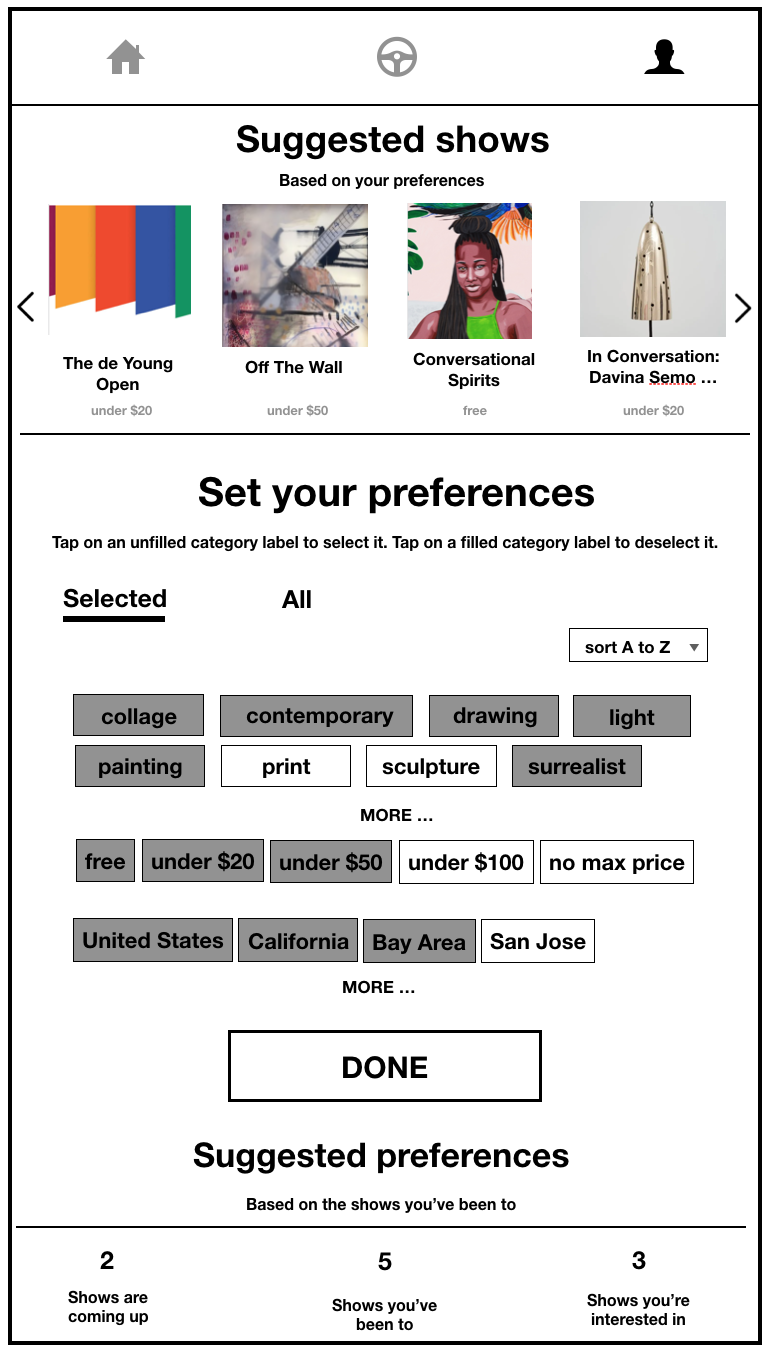 Suggested shows
Based on your preferences
The de Young
Open
under $20
Off The Wall
under $50
Conversational
Spirits
free
In Conversation:
Davina Semo ...
under $20
Set your preferences
Tap on an unfilled category label to select it. Tap on a filled category label to deselect it.
Selected All
sort A to Z
collage contemporary drawing light
painting print sculpture surrealist
MORE ...
free under $20 under $50 under $100 no max price
United States California Bay Area San Jose
MORE ...
DONE
Suggested preferences
Based on the shows you’ve been to
2
Shows are
coming up
5
Shows you’ve
been to
3
Shows you’re
interested in